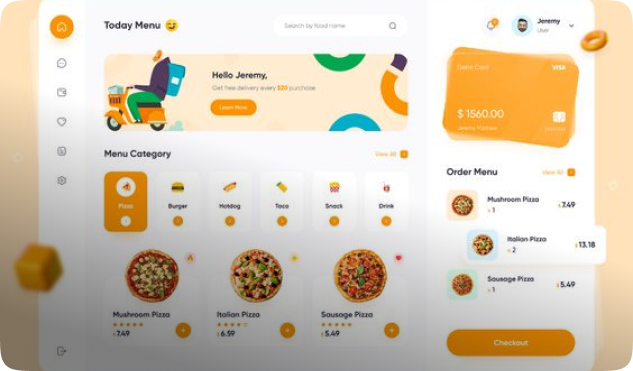 Today Menu
Search by food name
Jeremy
User
Hello Jeremy,
Get free delivery every $20 purchase
Learn More
Debit Card
VISA
$ 1560.00
Menu Category
View All
Pizza
Burger
Hotdog
Taco
Snack
Drink
Order Menu
View All
Mushroom Pizza
x 1
$7.49
Italian Pizza
x 2
$13.18
Sausage Pizza
x 1
$5.49
Mushroom Pizza
$7.49
Italian Pizza
$6.59
Sausage Pizza
$5.49
Checkout